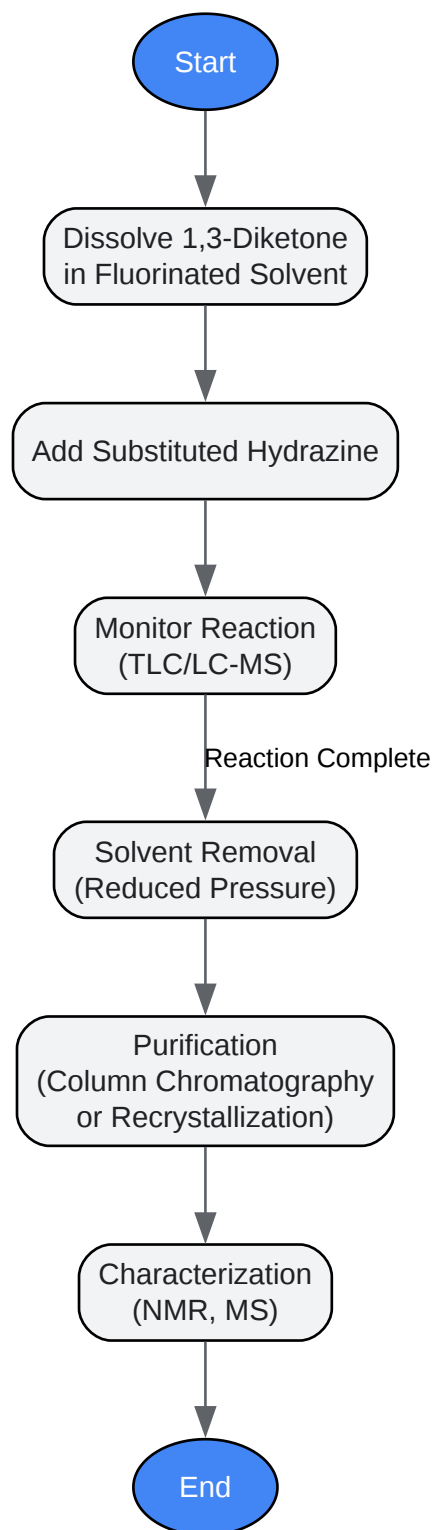 Start
Dissolve 1,3-Diketone
in Fluorinated Solvent
Add Substituted Hydrazine
Monitor Reaction
(TLC/LC-MS)
Reaction Complete
Solvent Removal
(Reduced Pressure)
Purification
(Column Chromatography
or Recrystallization)
Characterization
(NMR, MS)
End